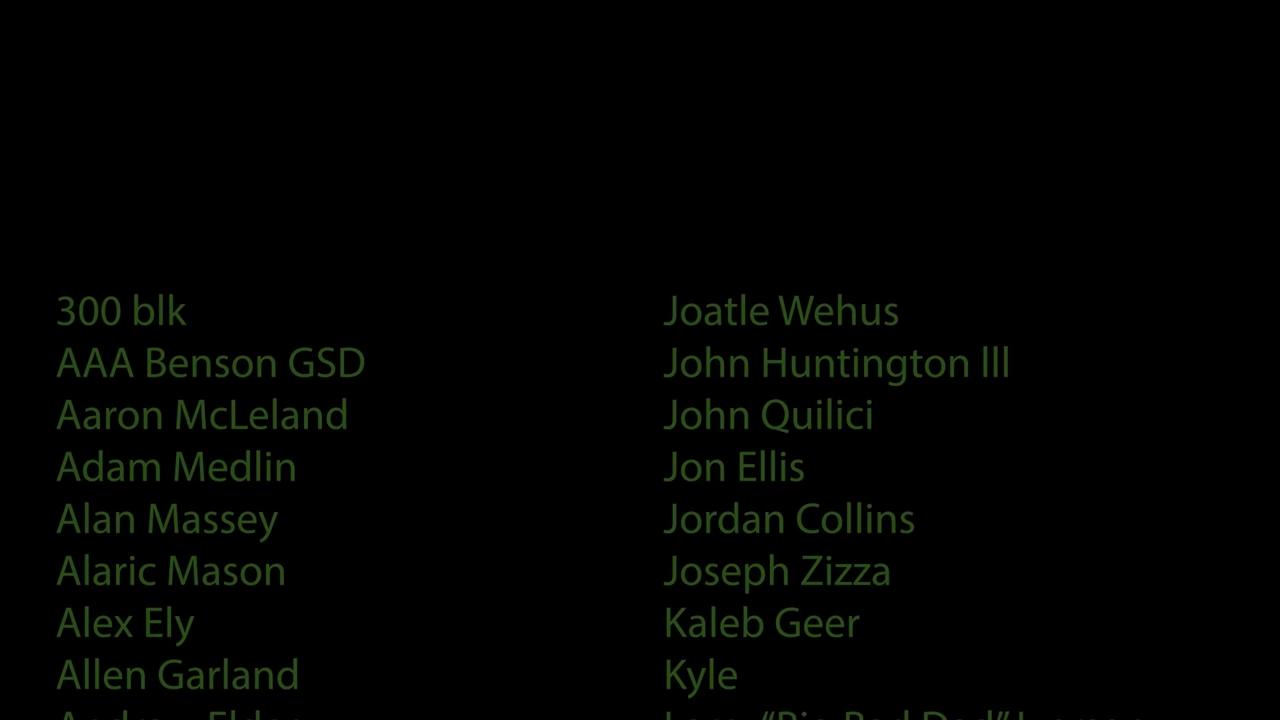 300 blk
AAA Benson GSD
Aaron McLeland
Adam Medlin
Alan Massey
Alaric Mason
Alex Ely
Allen Garland
Joatle Wehus
John Huntington lll
John Quilici
Jon Ellis
Jordan Collins
Joseph Zizza
Kaleb Geer
Kyle